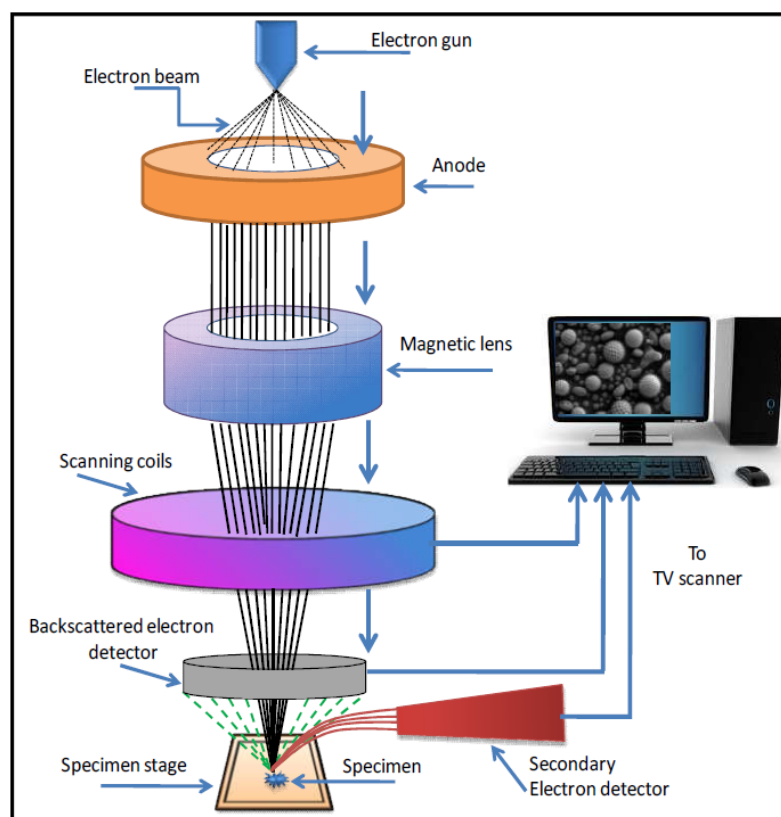 Electron gun
Electron beam
Anode
Magnetic lens
Scanning coils
To
TV scanner
Backscattered electron
detector
Specimen stage
Specimen
Secondary
Electron detector